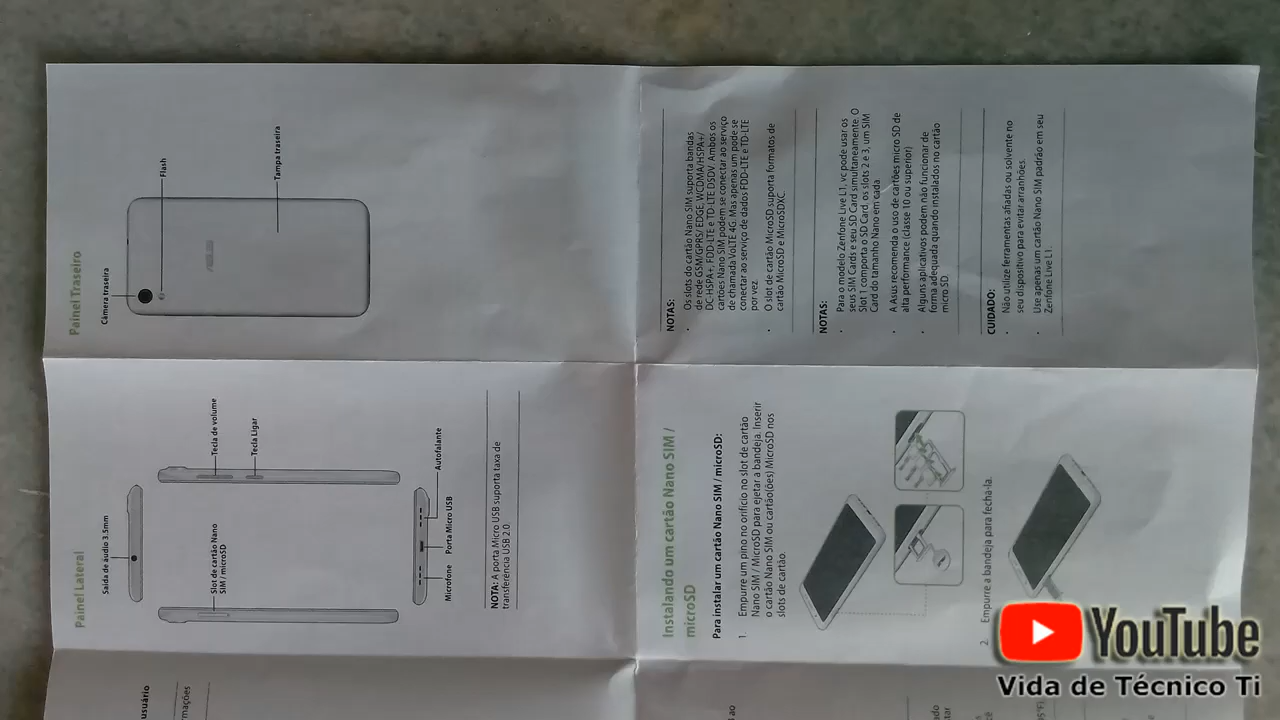 Painel Traseiro
Câmera traseira
Flash
Tampa traseira
ASUS
Painel Lateral
Saída de áudio 3.5mm
Slot de cartão Nano
SIM / microSD
Tecla de volume
Tecla Ligar
Microfone
Porta Micro USB
Autofalante
NOTA: A porta Micro USB suporta taxa de
transferência USB 2.0
usuário
rmações
NOTAS:
• Os slots do cartão Nano SIM suporta bandas
de rede GSM/GPRS/ EDGE, WCDMA/HSPA+/
DC-HSPA+, FDD-LTE e TD-LTE DSDV. Ambos os
cartões Nano SIM podem se conectar ao serviço
de chamada VoLTE 4G. Mas apenas um pode se
conectar ao serviço de dados FDD-LTE e TD-LTE
por vez.
• O slot de cartão MicroSD suporta formatos de
cartão MicroSD e MicroSDXC.
NOTAS:
• Para o modelo Zenfone Live L1, vc pode usar os
seus SIM Cards e seu SD Card simultaneamente. O
Slot 1 comporta o SD Card, os slots 2 e 3, um SIM
Card do tamanho Nano em cada.
• A Asus recomenda o uso de cartões micro SD de
alta performance (classe 10 ou superior)
• Alguns aplicativos podem não funcionar de
forma adequada quando instalados no cartão
micro SD.
CUIDADO:
• Não utilize ferramentas afiadas ou solvente no
seu dispositivo para evitar arranhões.
• Use apenas um cartão Nano SIM padrão em seu
Zenfone Live L1.
Instalando um cartão Nano SIM /
microSD
Para instalar um cartão Nano SIM / microSD:
1 Empurre um pino no orifício no slot de cartão
Nano SIM / MicroSD para ejetar a bandeja. Inserir
o cartão Nano SIM ou cartão(ões) MicroSD nos
slots de cartão.
2. Empurre a bandeja para fechá-la.
YouTube
Vida de Técnico Ti